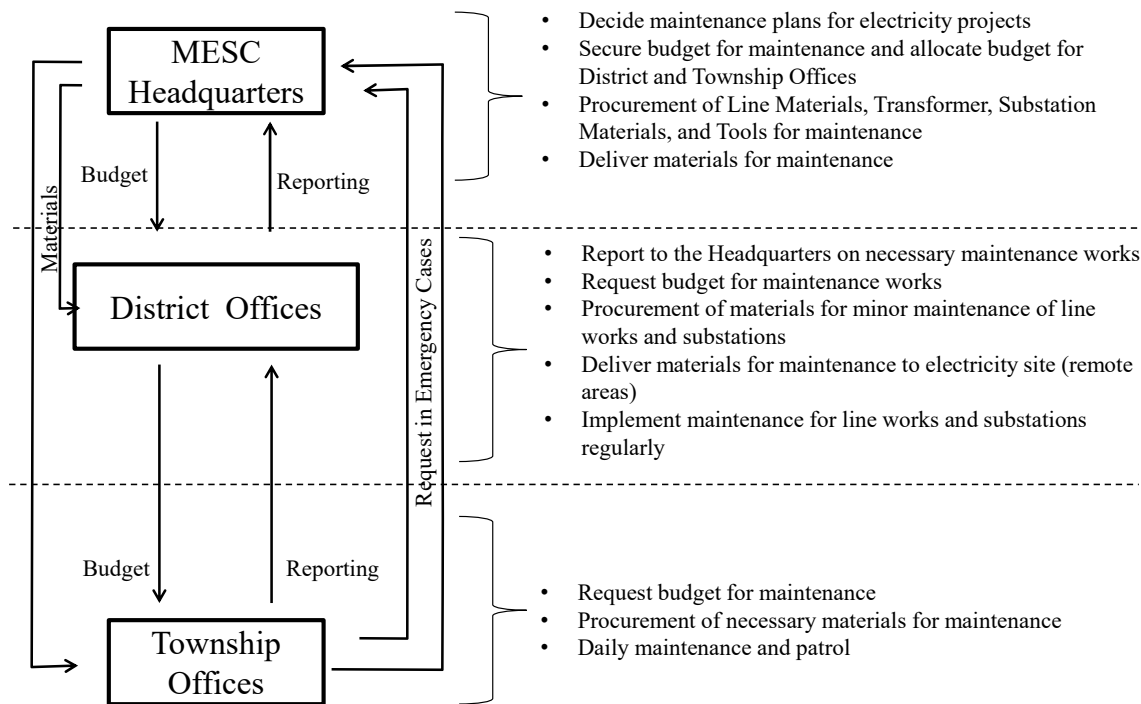 MESC
Headquarters
Budget
Reporting
Materials
• Decide maintenance plans for electricity projects
• Secure budget for maintenance and allocate budget for
District and Township Offices
• Procurement of Line Materials, Transformer, Substation
Materials, and Tools for maintenance
• Deliver materials for maintenance
Request in Emergency Cases
District Offices
• Report to the Headquarters on necessary maintenance works
• Request budget for maintenance works
• Procurement of materials for minor maintenance of line
works and substations
• Deliver materials for maintenance to electricity site (remote
areas)
• Implement maintenance for line works and substations
regularly
Budget
Reporting
Township
Offices
• Request budget for maintenance
• Procurement of necessary materials for maintenance
• Daily maintenance and patrol